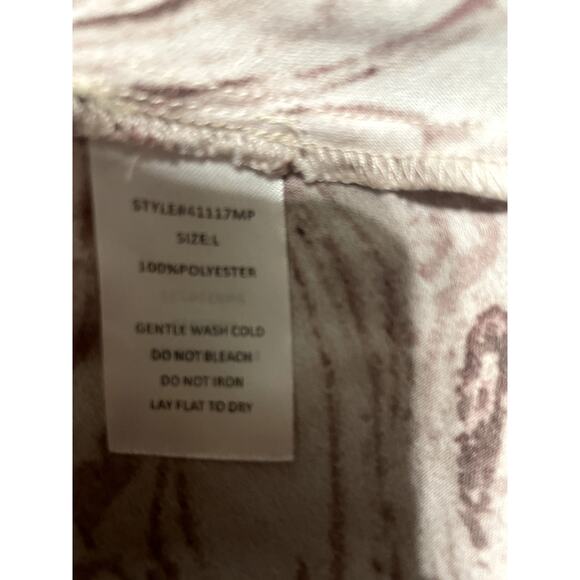 STYLE#41117MP
SIZE:L
100%POLYESTER
GENTLE WASH COLD
DO NOT BLEACH
DO NOT IRON
LAY FLAT TO DRY